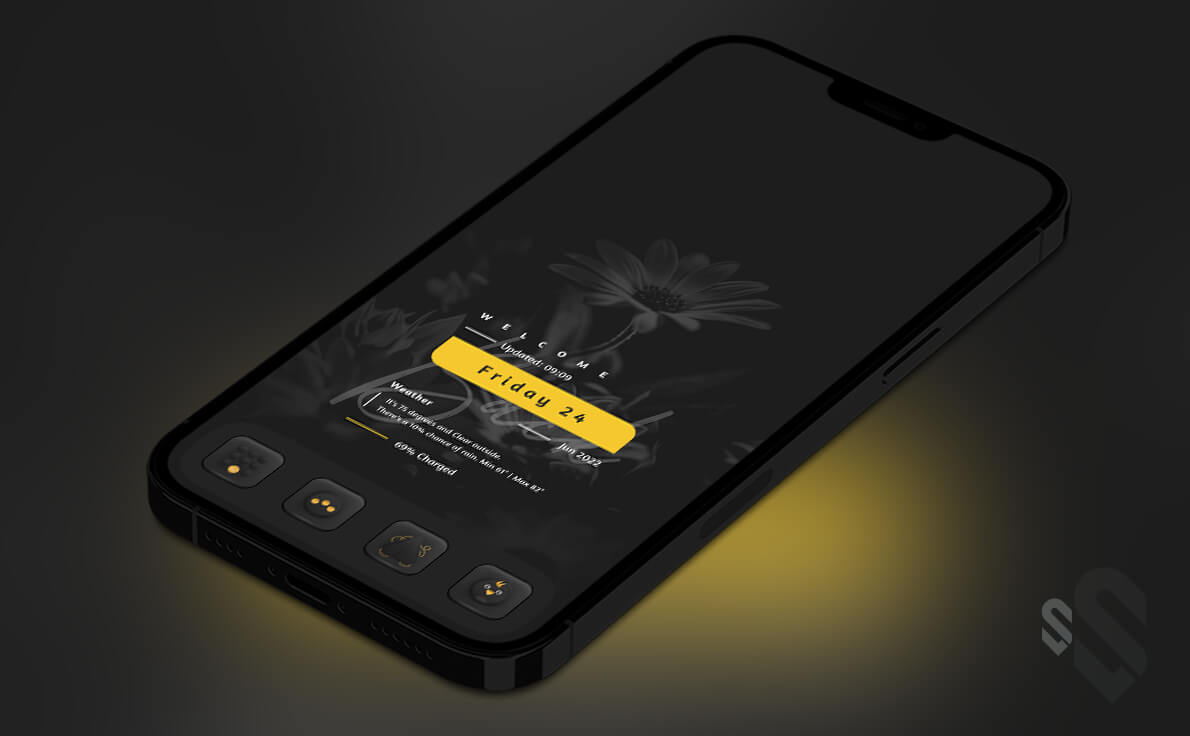 WELCOME
Updated: 09:09
Friday 24
Jun 2022
Weather
It's 75 degrees and Clear outside.
There's a 10% chance of rain. Min 61° | Max 82°
69% Charged